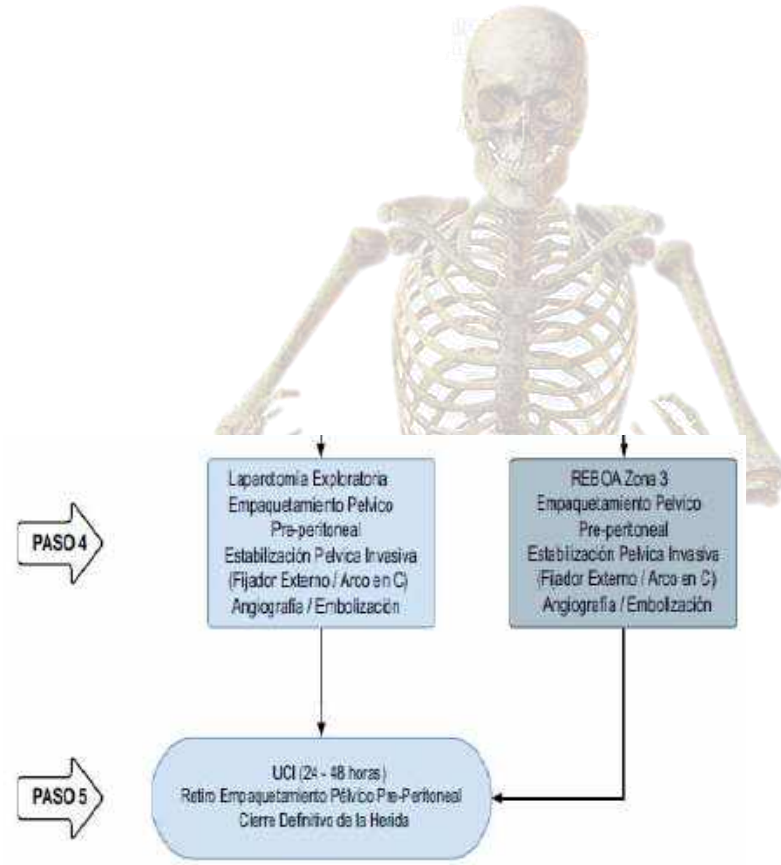 PASO 4
Laparotomía Exploratoria
Empaquetamiento Pelvico
Pre-peritoneal
Estabilización Pelvica Invasiva
(Fijador Externo / Arco en C)
Angiografía / Embolización
REBOA Zona 3
Empaquetamiento Pelvico
Pre-peritoneal
Estabilización Pelvica Invasiva
(Fijador Externo / Arco en C)
Angiografía / Embolización
PASO 5
UCI (24 - 48 horas)
Retiro Empaquetamiento Pélvico Pre-Peritoneal
Cierre Definitivo de la Herida